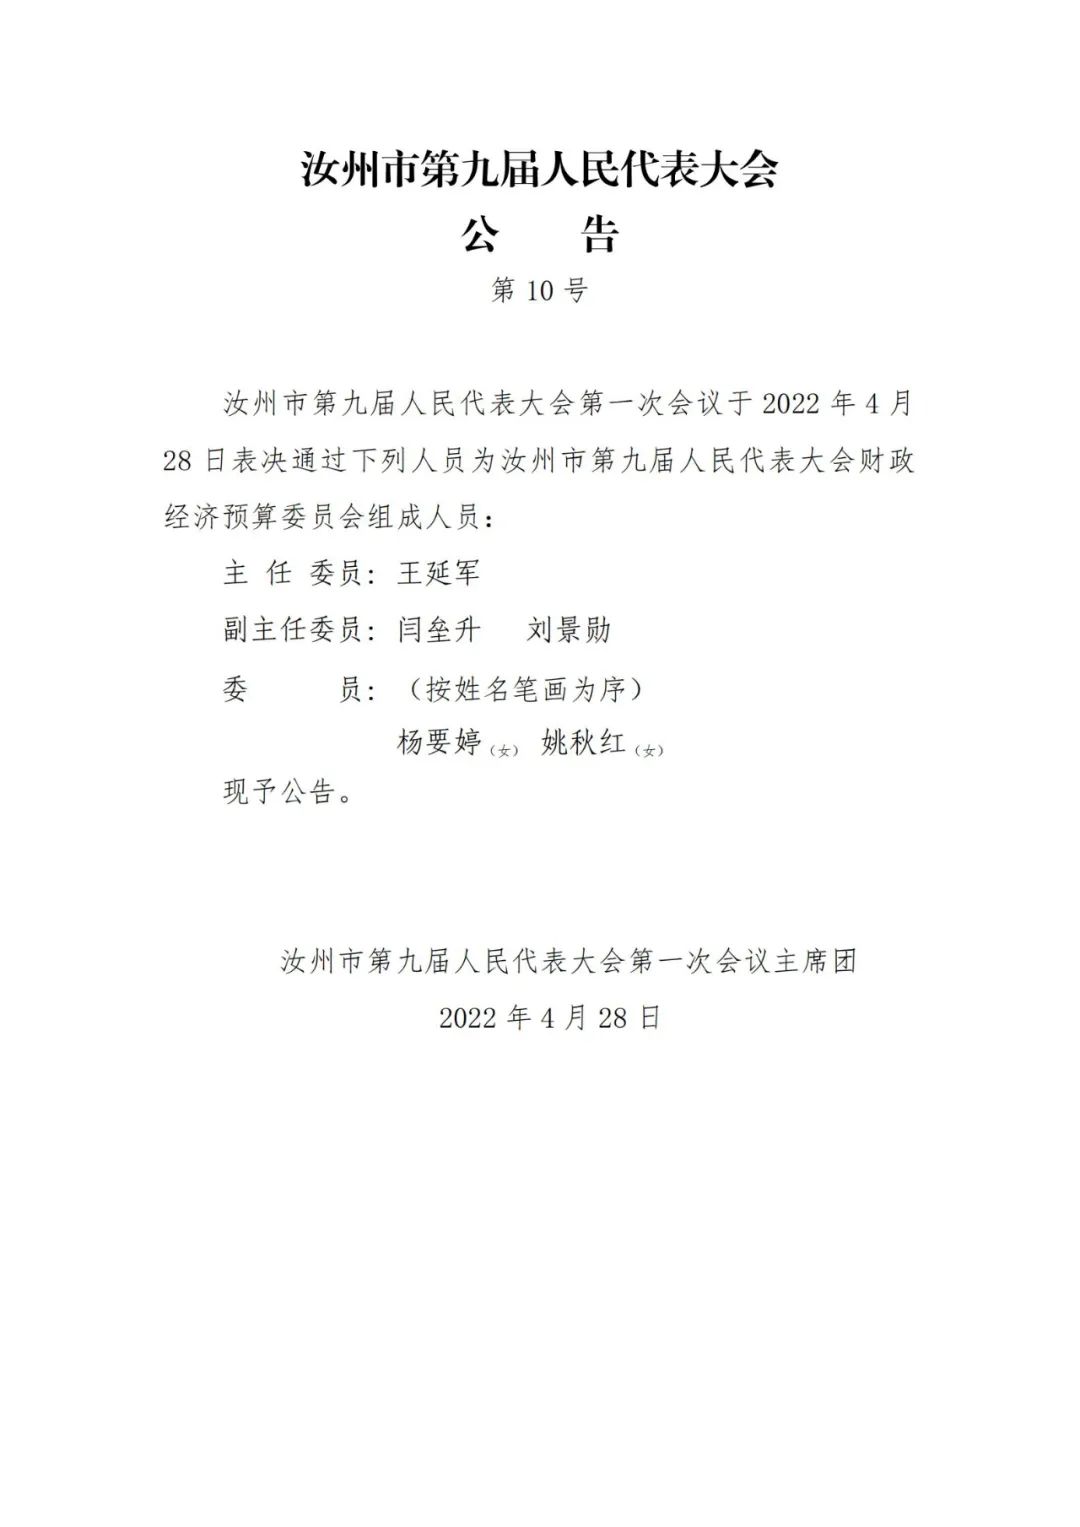 汝州市第九届人民代表大会
公 告
第 10 号
汝州市第九届人民代表大会第一次会议于 2022 年 4 月
28 日表决通过下列人员为汝州市第九届人民代表大会财政
经济预算委员会组成人员：
主 任 委员：王延军
副主任委员：闫垒升 刘景勋
委 员：（按姓名笔画为序）
杨要婷（女） 姚秋红（女）
现予公告。
汝州市第九届人民代表大会第一次会议主席团
2022 年 4 月 28 日